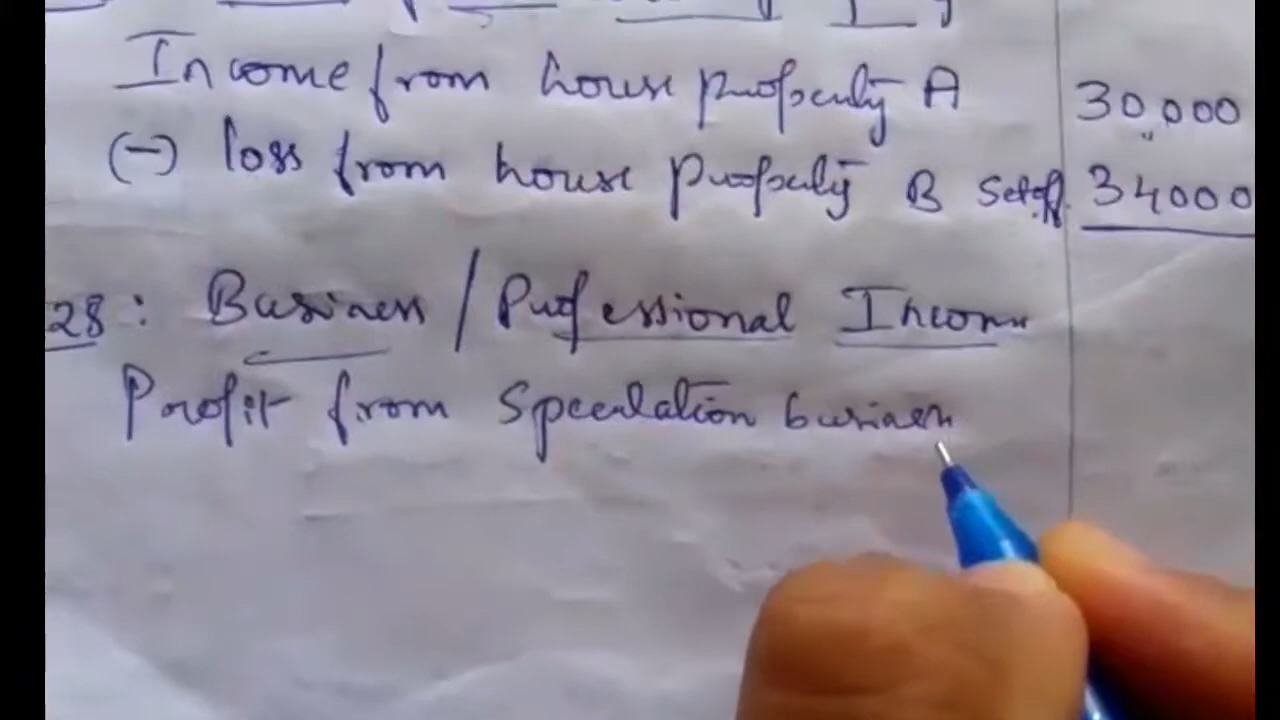 Income from house property A 30,000
(-) loss from house property B Setoff. 34000
28: Business / Professional Income
Profit from Speculation business